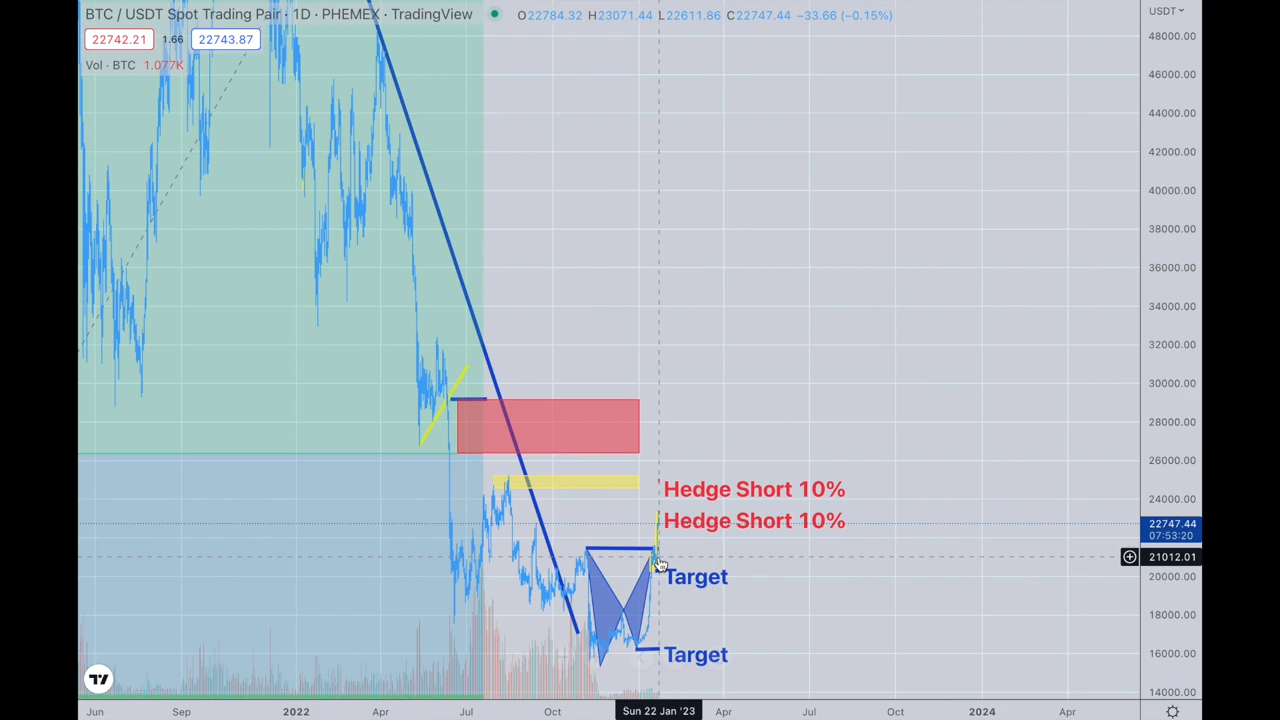 BTC / USDT Spot Trading Pair · 1D · PHEMEX · TradingView
O22784.32 H23071.44 L22611.86 C22747.44 −33.66 (−0.15%)
USDT
22742.21 1.66 22743.87
Vol · BTC 1.077K
48000.00
46000.00
44000.00
42000.00
40000.00
38000.00
36000.00
34000.00
32000.00
30000.00
28000.00
26000.00
24000.00
22747.44
07:53:20
21012.01
20000.00
18000.00
16000.00
14000.00
Hedge Short 10%
Hedge Short 10%
Target
Target
Jun Sep 2022 Apr Jul Oct Sun 22 Jan '23 Apr Jul Oct 2024 Apr